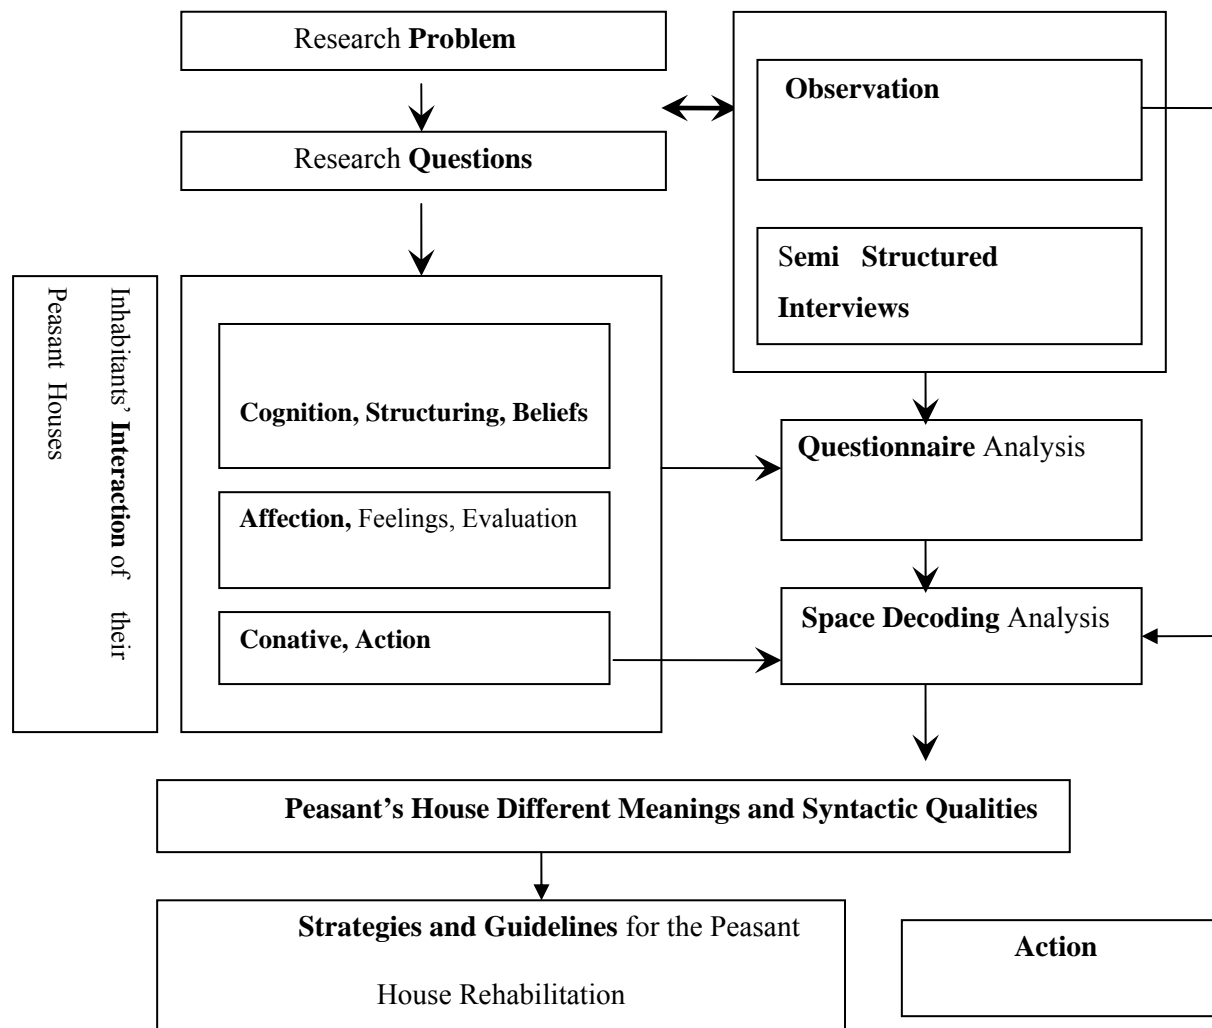 Research Problem
Observation
Research Questions
Semi Structured
Interviews
Inhabitants’ Interaction of their
Peasant Houses
Cognition, Structuring, Beliefs
Questionnaire Analysis
Affection, Feelings, Evaluation
Space Decoding Analysis
Conative, Action
Peasant’s House Different Meanings and Syntactic Qualities
Strategies and Guidelines for the Peasant
House Rehabilitation
Action